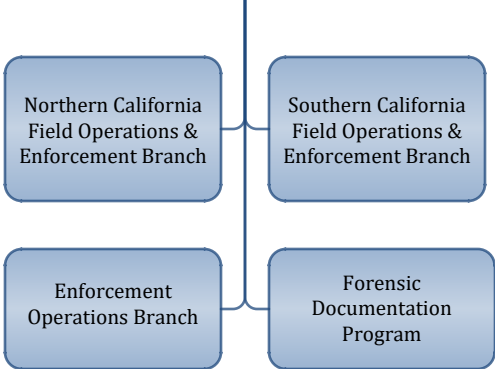 Northern California
Field Operations &
Enforcement Branch
Southern California
Field Operations &
Enforcement Branch
Enforcement
Operations Branch
Forensic
Documentation
Program